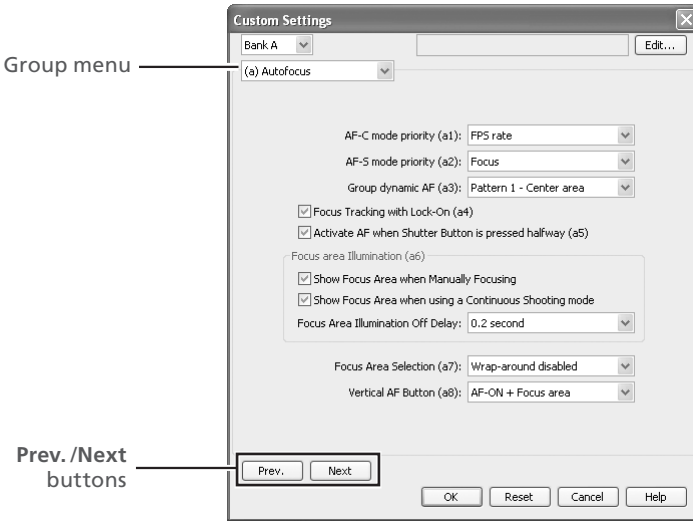 Custom Settings
Bank A
Edit...
Group menu
(a) Autofocus
AF-C mode priority (a1): FPS rate
AF-S mode priority (a2): Focus
Group dynamic AF (a3): Pattern 1 - Center area
Focus Tracking with Lock-On (a4)
Activate AF when Shutter Button is pressed halfway (a5)
Focus area Illumination (a6)
Show Focus Area when Manually Focusing
Show Focus Area when using a Continuous Shooting mode
Focus Area Illumination Off Delay: 0.2 second
Focus Area Selection (a7): Wrap-around disabled
Vertical AF Button (a8): AF-ON + Focus area
Prev./Next
buttons
Prev. Next
OK Reset Cancel Help